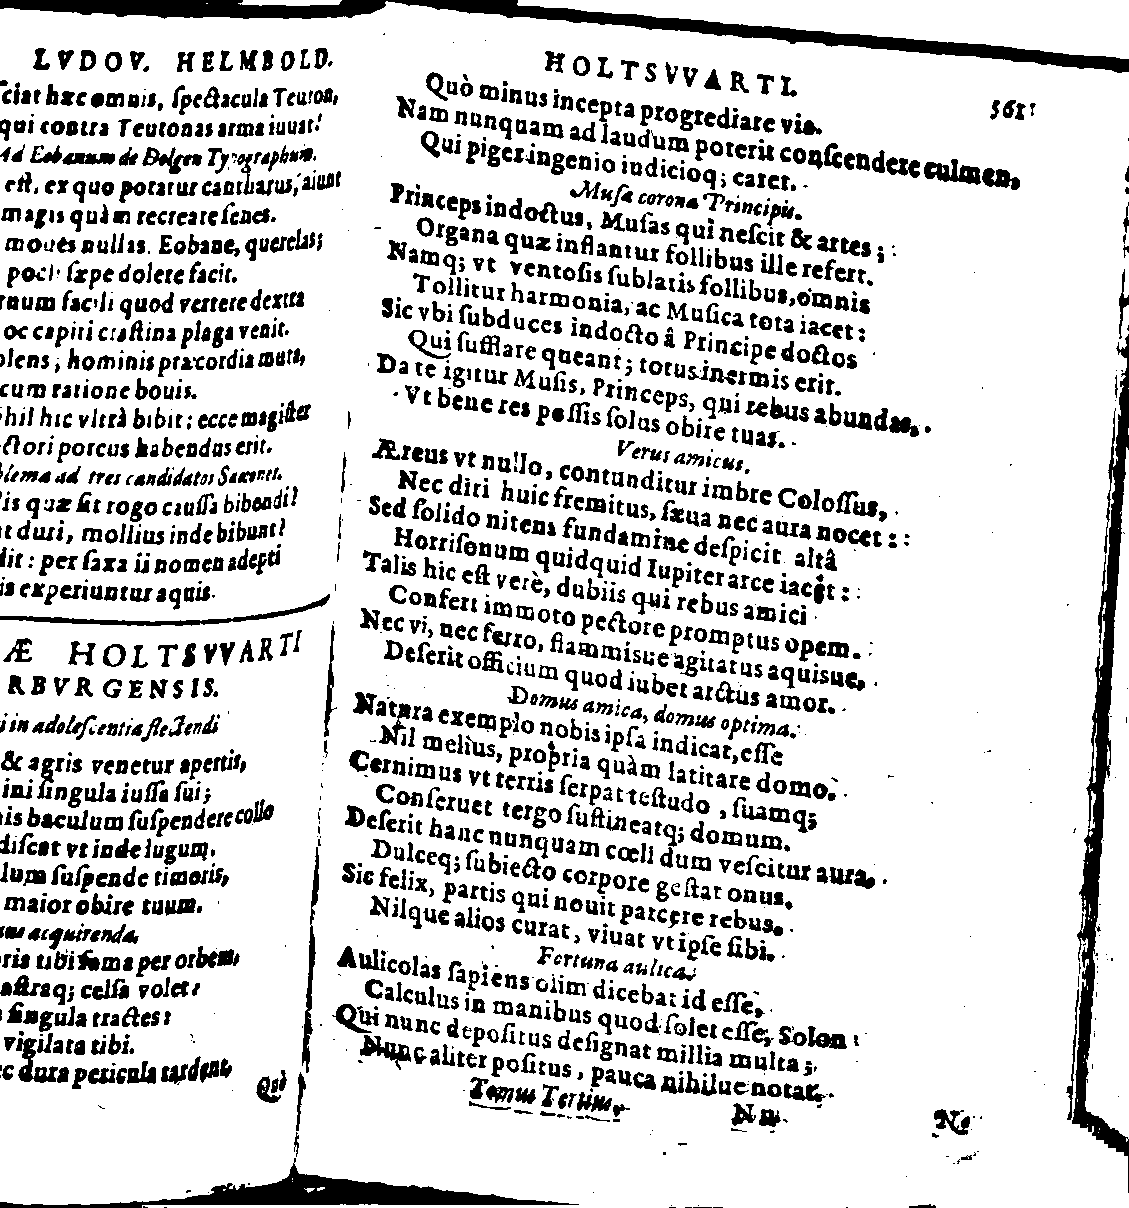 LVDOV. HELMBOLD.
sciat hæc omnis, ſpectacula Teuton,
qui contra Teutonas arma iuuat!
Ad Eobanum de Dolgen Typographum.
eſt, ex quo potatur cantharus, aiunt
magis quàm recreare ſenes.
moues nullas, Eobane, querelas;
pocl ſæpe dolere facit.
rnum facili quod vertere dextra
oc capiti craſtina plaga venit.
olens; hominis præcordia mutat,
cum ratione bouis.
nihil hic vltrà bibit: ecce magiſter
ctori porcus habendus erit.
blema ad tres candidatos
is quæ ſit rogo cauſſa bibendi?
nt duri, mollius inde bibunt?
dit: per ſaxa ii nomen adepti
is experiuntur aquis.
Æ HOLTSVVARTI
RBVRGENSIS.
i in adoleſcentia flectendi
& agris venetur apertis,
ini ſingula iuſſa ſui;
is baculum ſuſpendere collo
diſcat vt inde iugum.
lum ſuſpende timoris,
maior obire tuum.
acquirenda.
ris tibi fama per orbem,
aſtraq; celſa volet?
ſingula tractes:
vigilata tibi.
ec dura pericula tardent,
Quò
HOLTSVVARTI.
561
Quò minus incepta progrediare via.
Nam nunquam ad laudum poterit conſcendere culmen,
Qui piger ingenio iudicioq; caret.
Muſa corona Principis.
Princeps indoctus, Muſas qui neſcit & artes;
Organa quæ inflantur follibus ille refert.
Namq; vt ventoſis ſublatis follibus, omnis
Tollitur harmonia, ac Muſica tota iacet:
Sic vbi ſubduces indocto â Principe doctos
Qui ſufflare queant; totus inermis erit.
Da te igitur Muſis, Princeps, qui rebus abundas,
Vt bene res poſſis ſolus obire tuas.
Verus amicus.
Æreus vt nullo, contunditur imbre Coloſſus,
Nec diri huic fremitus, ſæua nec aura nocet:
Sed ſolido nitens fundamine deſpicit altâ
Horriſonum quidquid Iupiter arce iacit:
Talis hic eſt verè, dubiis qui rebus amici
Confert immoto pectore promptus opem.
Nec vi, nec ferro, flammisue agitatus aquisue,
Deſerit officium quod iubet arctus amor.
Domus amica, domus optima.
Natura exemplo nobis ipſa indicat, eſſe
Nil melius, propria quàm latitare domo.
Cernimus vt terris ſerpat teſtudo, ſuamq;
Conſeruet tergo ſuſtineatq; domum.
Deſerit hanc nunquam cœli dum veſcitur aura,
Dulceq; ſubiecto corpore geſtat onus.
Sic felix, partis qui nouit parcere rebus,
Nilque alios curat, viuat vt ipſe ſibi.
Fortuna aulica.
Aulicolas ſapiens olim dicebat id eſſe,
Calculus in manibus quod ſolet eſſe, Solon:
Qui nunc depoſitus deſignat millia multa;
Nunc aliter poſitus, pauca nihilue notat.
Tomus Tertius.
N n
Ne